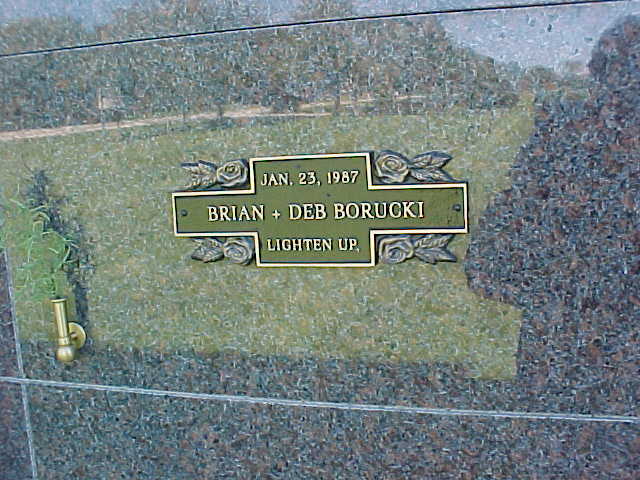 JAN. 23, 1987
BRIAN + DEB BORUCKI
LIGHTEN UP,